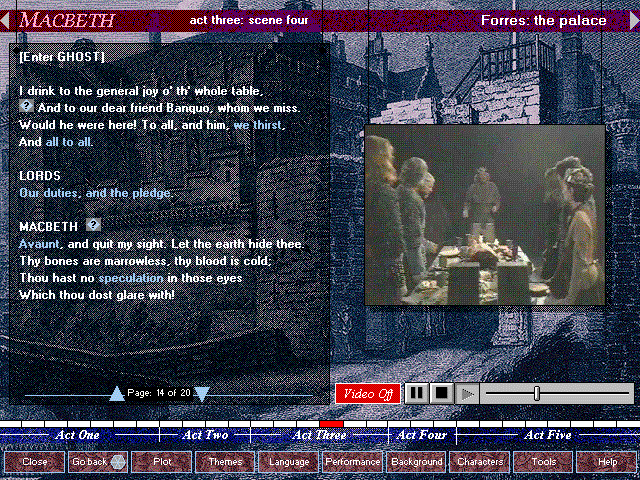 MACBETH
act three: scene four
Forres: the palace
[Enter GHOST]
I drink to the general joy o' th' whole table,
? And to our dear friend Banquo, whom we miss.
Would he were here! To all, and him, we thirst,
And all to all.
LORDS
Our duties, and the pledge.
MACBETH ?
Avaunt, and quit my sight. Let the earth hide thee.
Thy bones are marrowless, thy blood is cold;
Thou hast no speculation in those eyes
Which thou dost glare with!
Page: 14 of 20
Video Off
Act One
Act Two
Act Three
Act Four
Act Five
Close
Go back
Plot
Themes
Language
Performance
Background
Characters
Tools
Help